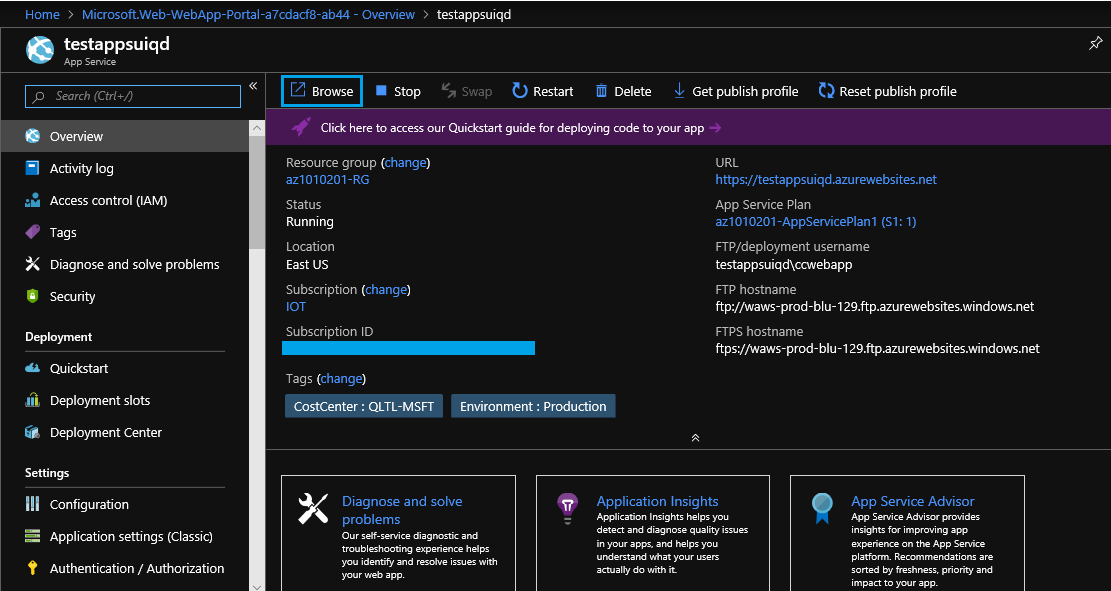 Home > Microsoft.Web-WebApp-Portal-a7cdacf8-ab44 - Overview > testappsuiqd
testappsuiqd
App Service
Search (Ctrl+/)
«
Overview
Activity log
Access control (IAM)
Tags
Diagnose and solve problems
Security
Deployment
Quickstart
Deployment slots
Deployment Center
Settings
Configuration
Application settings (Classic)
Authentication / Authorization
Browse Stop Swap Restart Delete Get publish profile Reset publish profile
Click here to access our Quickstart guide for deploying code to your app →
Resource group (change)
az1010201-RG
Status
Running
Location
East US
Subscription (change)
IOT
Subscription ID
URL
https://testappsuiqd.azurewebsites.net
App Service Plan
az1010201-AppServicePlan1 (S1: 1)
FTP/deployment username
testappsuiqd\ccwebapp
FTP hostname
ftp://waws-prod-blu-129.ftp.azurewebsites.windows.net
FTPS hostname
ftps://waws-prod-blu-129.ftp.azurewebsites.windows.net
Tags (change)
CostCenter : QLTL-MSFT Environment : Production
Diagnose and solve
problems
Our self-service diagnostic and
troubleshooting experience helps
you identify and resolve issues with
your web app.
Application Insights
Application Insights helps you
detect and diagnose quality issues
in your apps, and helps you
understand what your users
actually do with it.
App Service Advisor
App Service Advisor provides
insights for improving app
experience on the App Service
platform. Recommendations are
sorted by freshness, priority and
impact to your app.